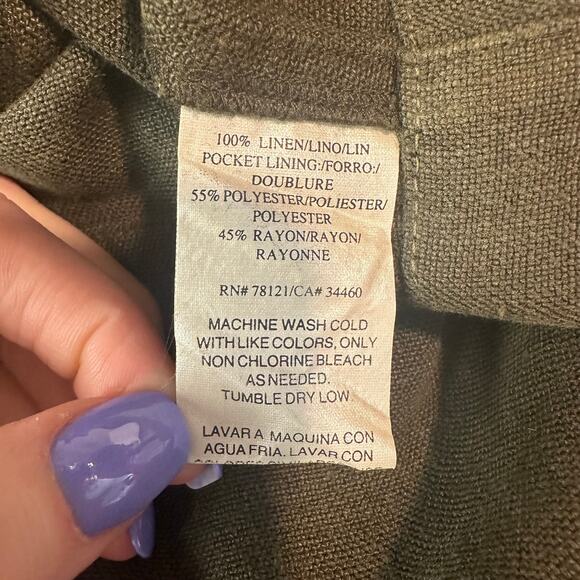 100% LINEN/LINO/LIN
POCKET LINING:/FORRO:/
DOUBLURE
55% POLYESTER/POLIESTER/
POLYESTER
45% RAYON/RAYON/
RAYONNE
RN# 78121/CA# 34460
MACHINE WASH COLD
WITH LIKE COLORS, ONLY
NON CHLORINE BLEACH
AS NEEDED.
TUMBLE DRY LOW
LAVAR A MAQUINA CON
AGUA FRIA. LAVAR CON